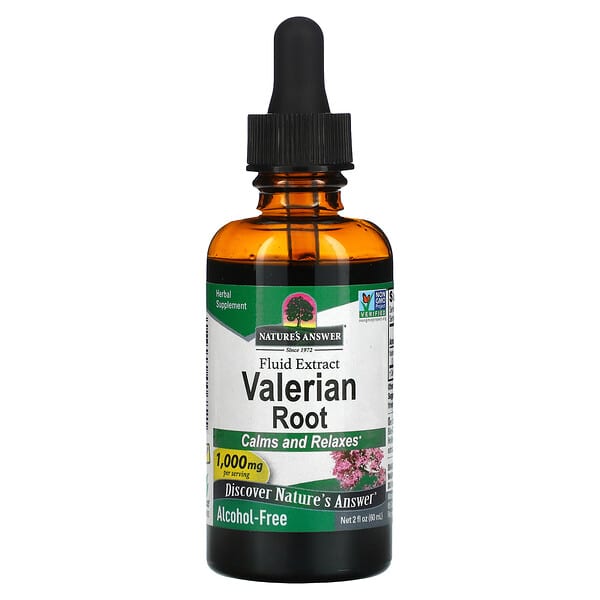 Herbal
Supplement
NON
GMO
Project
VERIFIED
NATURE'S ANSWER®
Since 1972
Fluid Extract
Valerian
Root
Calms and Relaxes*
1,000mg
per serving
Discover Nature's Answer®
Alcohol-Free
Net 2 fl oz (60 mL)